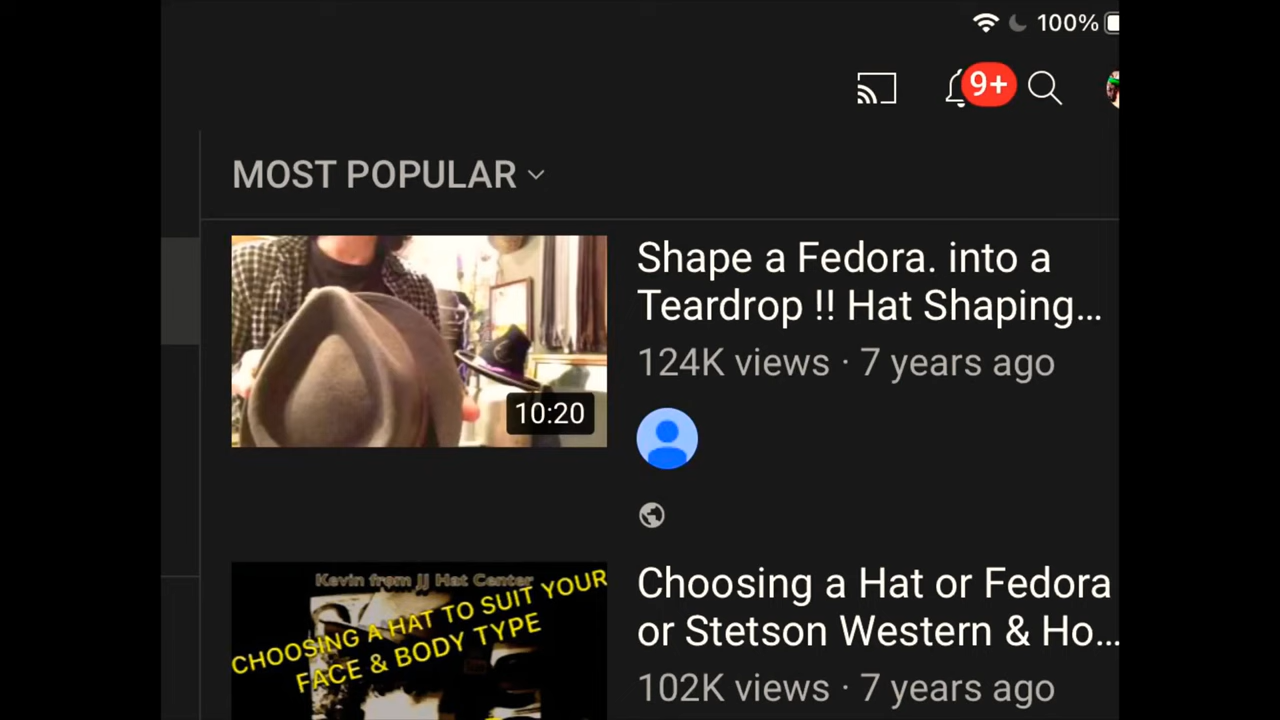 100%
9+
MOST POPULAR
Shape a Fedora. into a
Teardrop !! Hat Shaping...
124K views · 7 years ago
10:20
Kevin from JJ Hat Center
CHOOSING A HAT TO SUIT YOUR
FACE & BODY TYPE
Choosing a Hat or Fedora
or Stetson Western & Ho...
102K views · 7 years ago